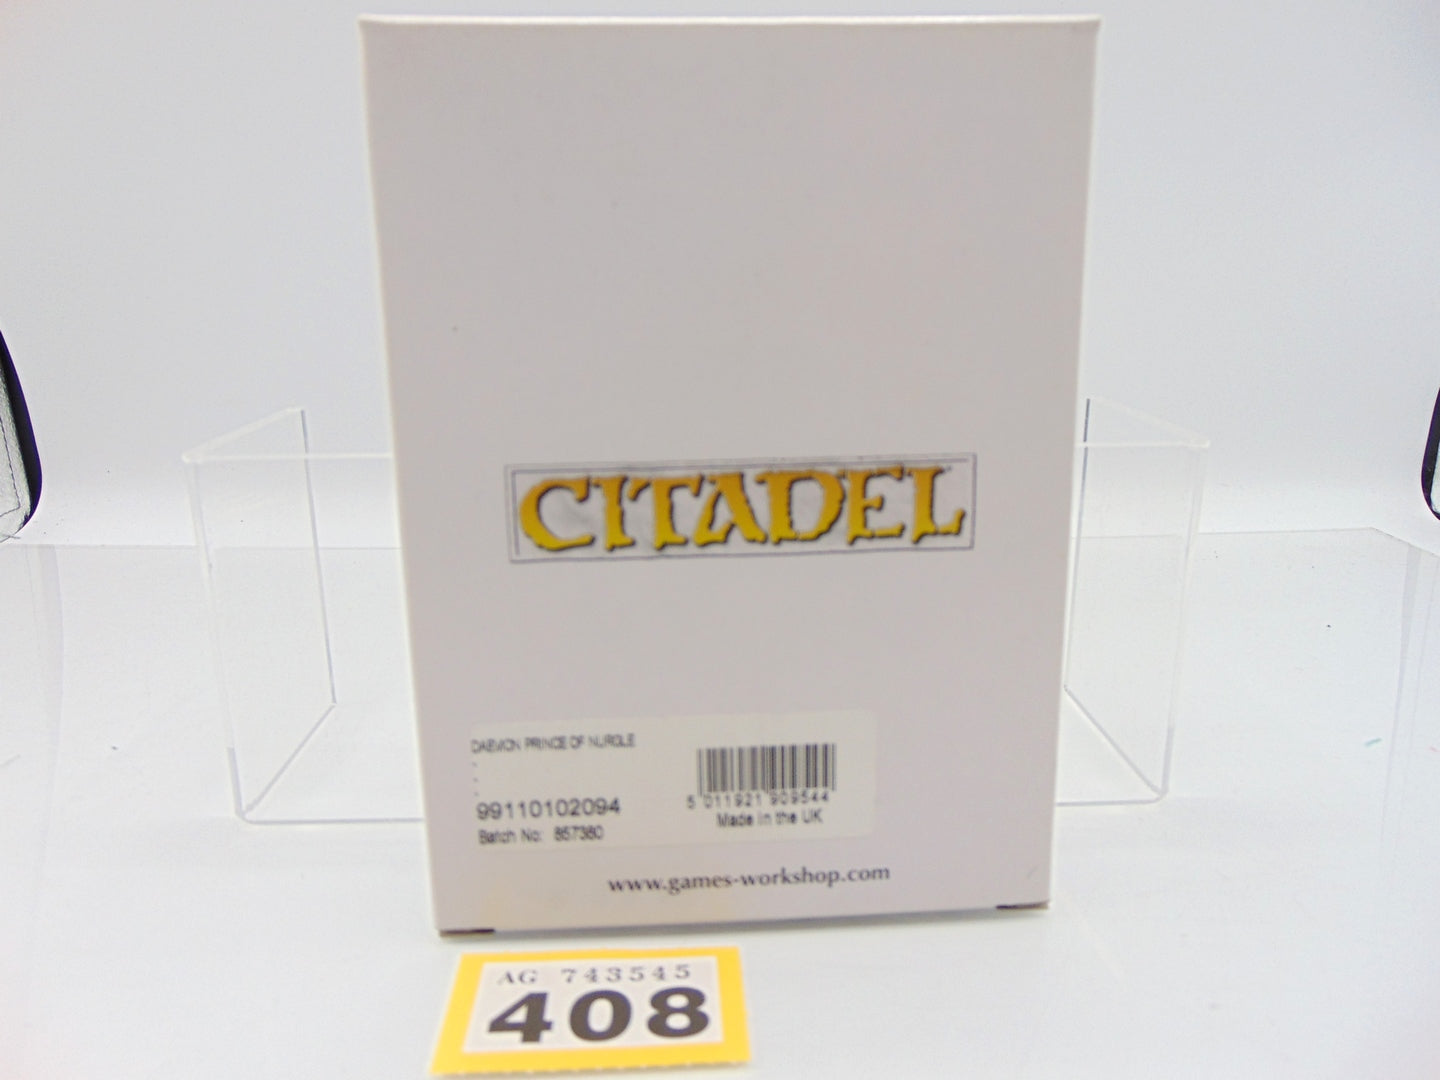 CITADEL
DAEMON PRINCE OF NURGLE
99110102094
Batch No: 857380
5 011921 909544
Made in the UK
www.games-workshop.com
AG 743545
408